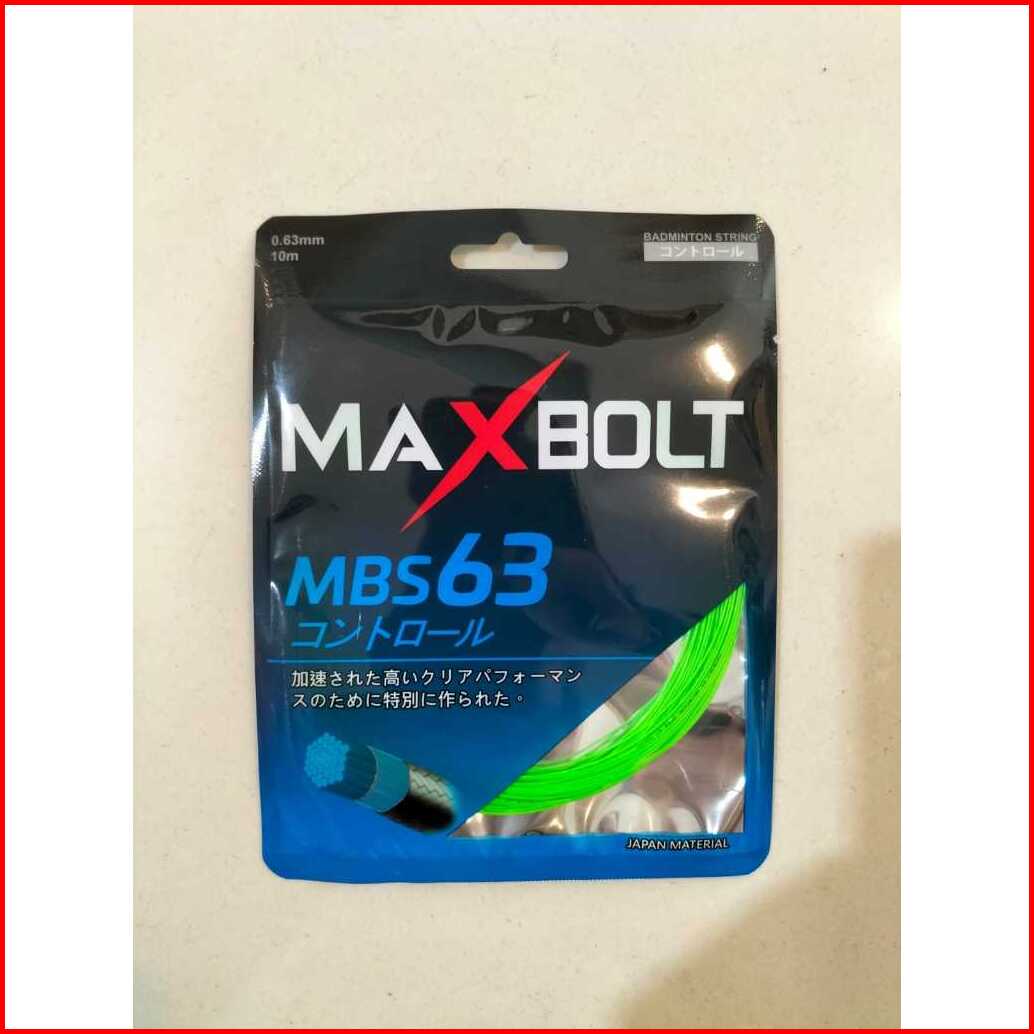 0.63mm
10m
BADMINTON STRING
コントロール
MAXBOLT
MBS63
コントロール
加速された高いクリアパフォーマン
スのために特別に作られた。
JAPAN MATERIAL